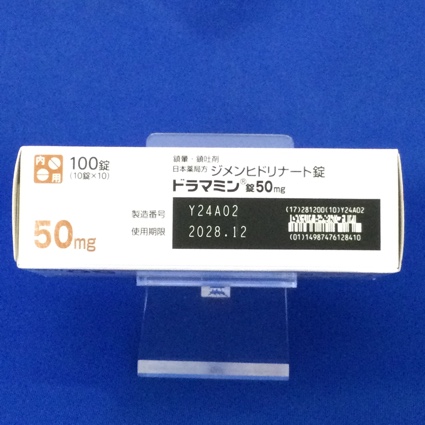 内用
100錠
(10錠×10)
50mg
鎮暈・鎮吐剤
日本薬局方 ジメンヒドリナート錠
ドラマミン®錠50mg
製造番号 Y24A02
使用期限 2028.12
(17)281200(10)Y24A02
(01)14987476128410